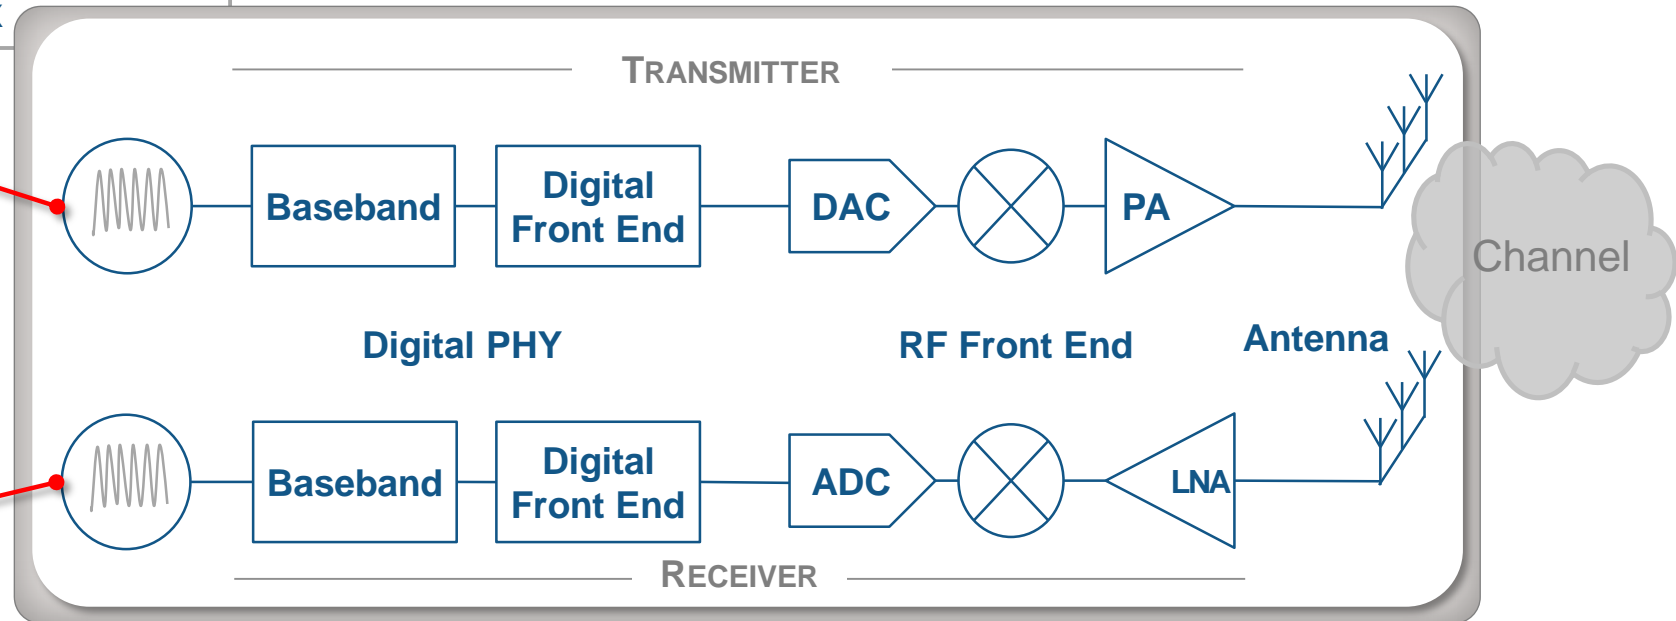 TRANSMITTER
Baseband
Digital
Front End
DAC
PA
Channel
Digital PHY
RF Front End
Antenna
Baseband
Digital
Front End
ADC
LNA
RECEIVER